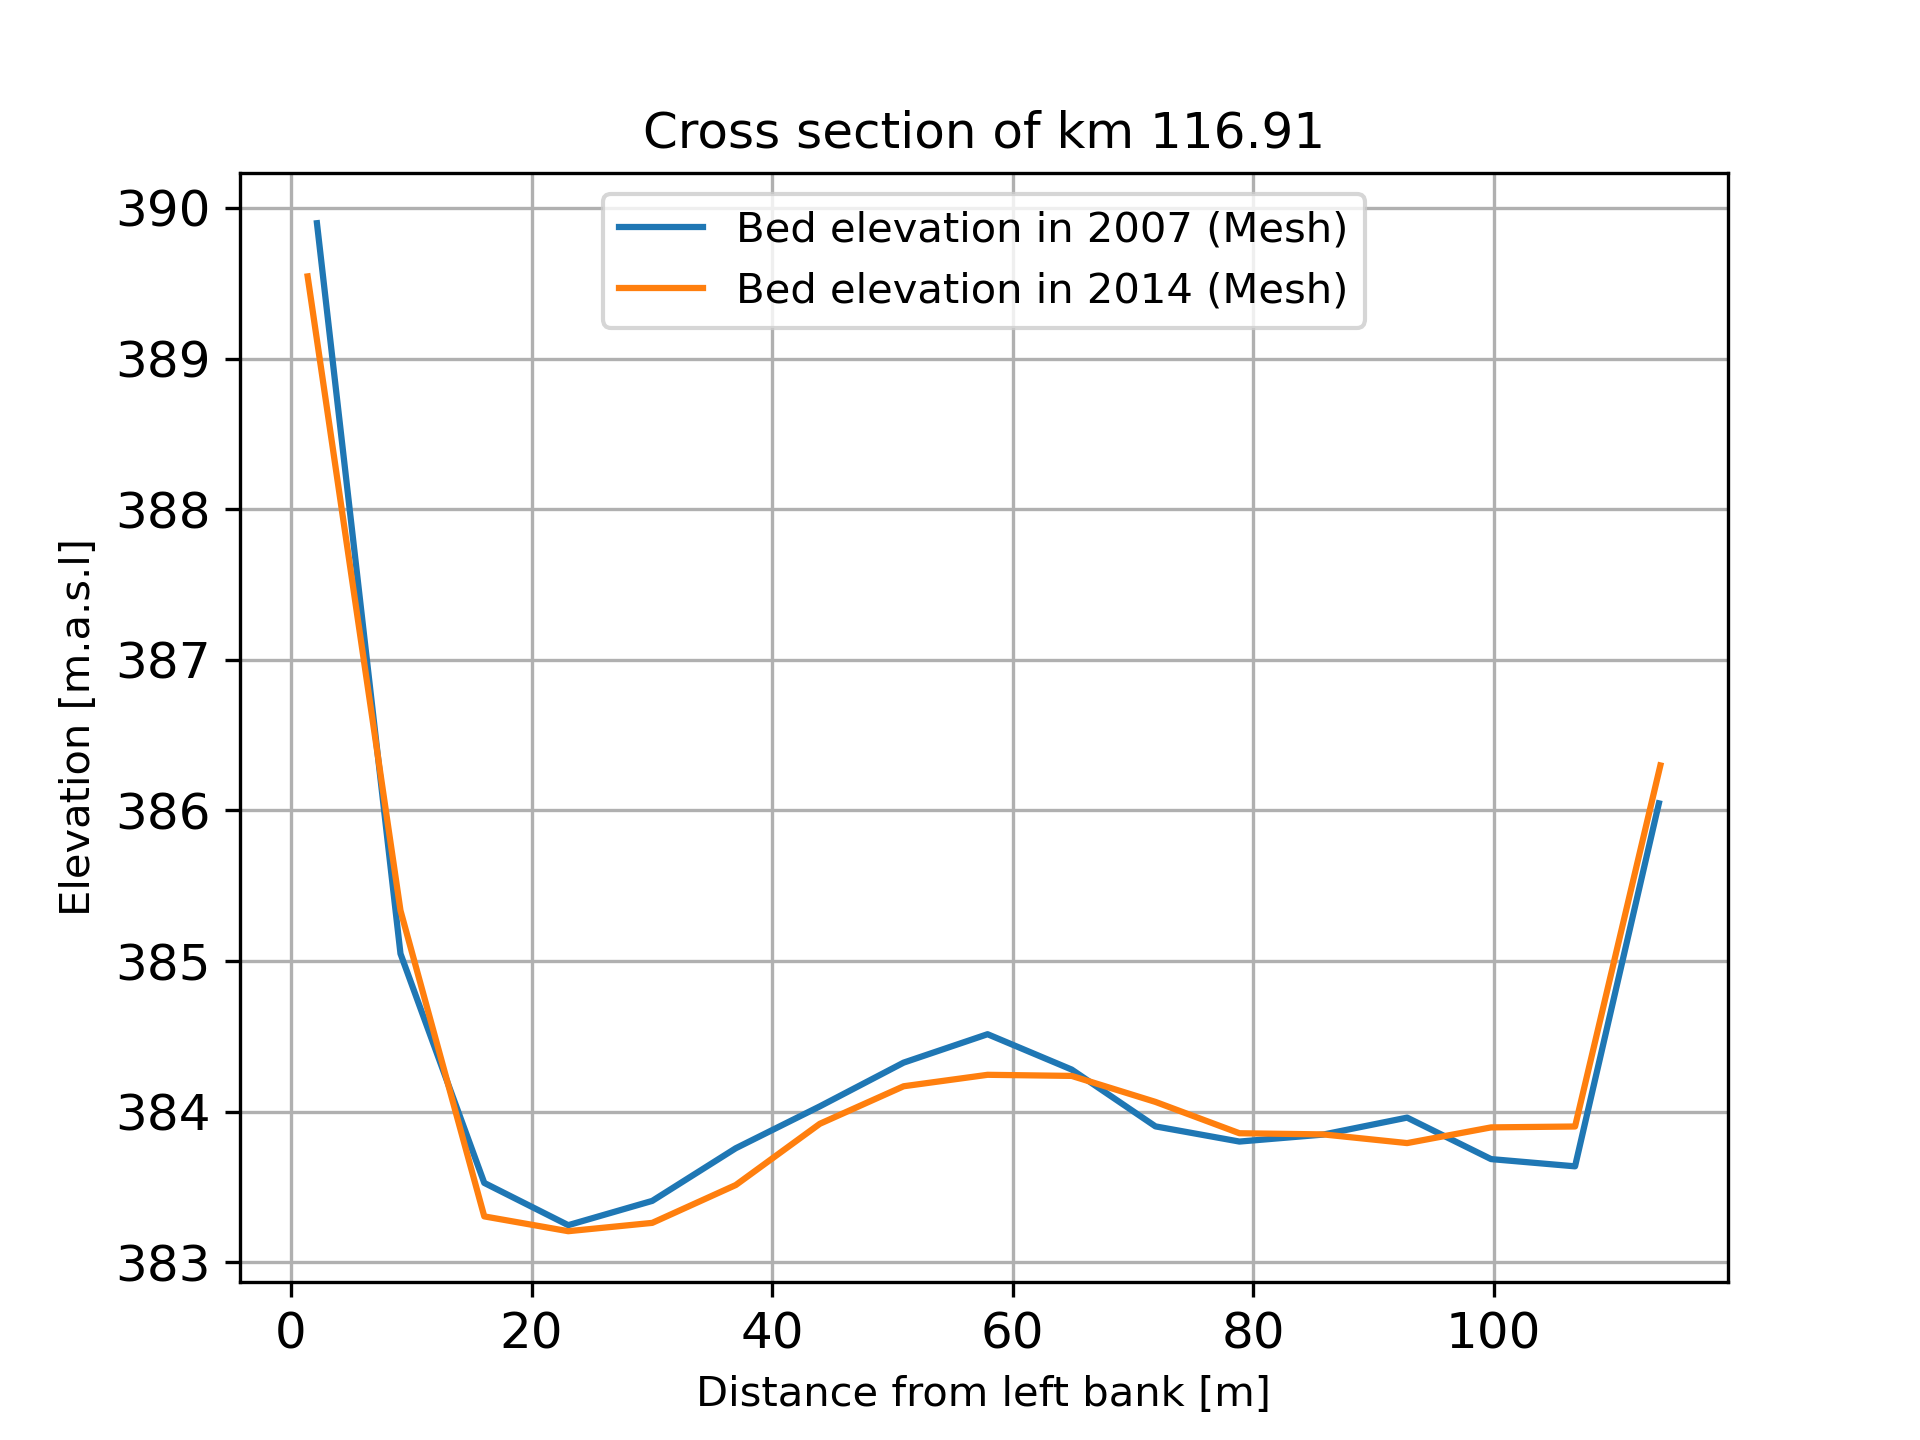 Cross section of km 116.91
Bed elevation in 2007 (Mesh)
Bed elevation in 2014 (Mesh)
390
389
388
387
386
385
384
383
Elevation [m.a.s.l]
0 20 40 60 80 100
Distance from left bank [m]